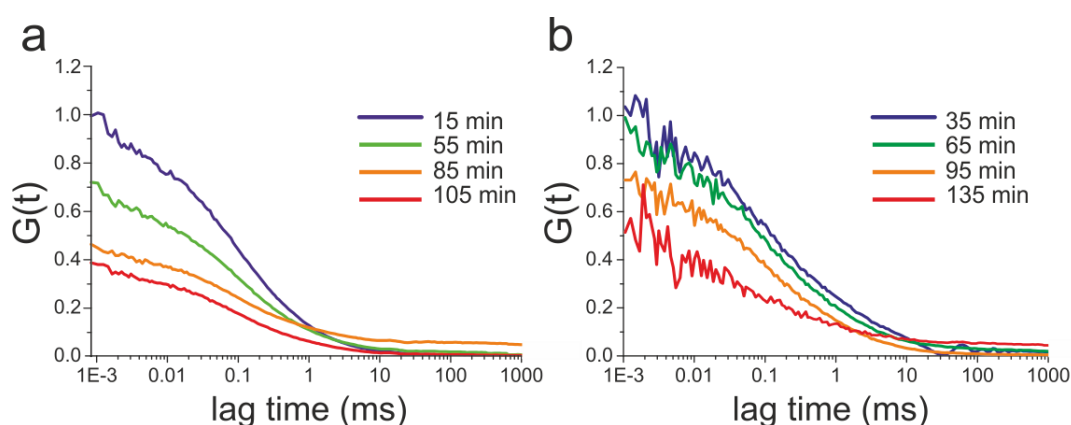 a
G(t)
1.2
1.0
0.8
0.6
0.4
0.2
0.0
1E-3 0.01 0.1 1 10 100 1000
lag time (ms)
15 min
55 min
85 min
105 min
b
G(t)
1.2
1.0
0.8
0.6
0.4
0.2
0.0
1E-3 0.01 0.1 1 10 100 1000
lag time (ms)
35 min
65 min
95 min
135 min